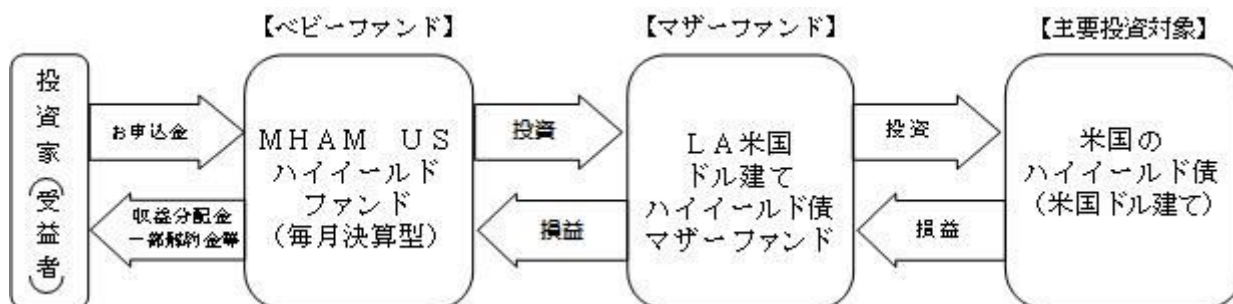 【ベビーファンド】
【マザーファンド】
【主要投資対象】
投資家(受益者)
お申込金
収益分配金
一部解約金等
ＭＨＡＭ　ＵＳ
ハイイールド
ファンド
（毎月決算型）
投資
損益
ＬＡ米国
ドル建て
ハイイールド債
マザーファンド
投資
損益
米国の
ハイイールド債
（米国ドル建て）